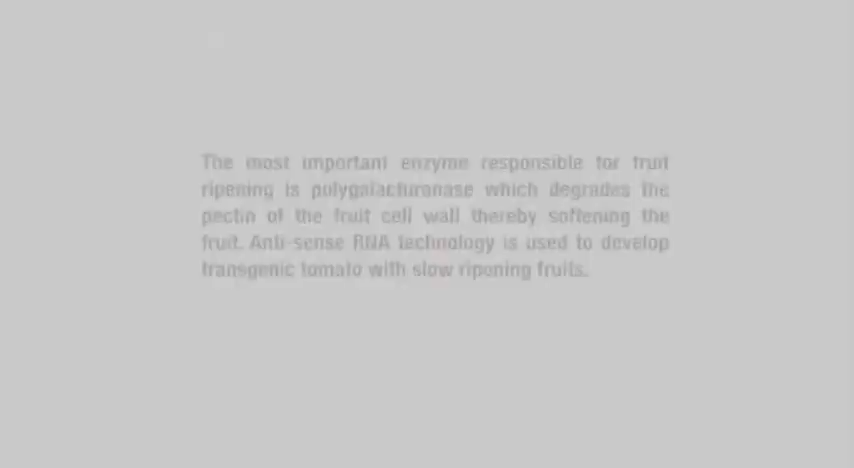 The most important enzyme responsible for fruit
ripening is polygalacturanase which degrades the
pectin of the fruit cell wall thereby softening the
fruit. Anti-sense RNA technology is used to develop
transgenic tomato with slow ripening fruits.